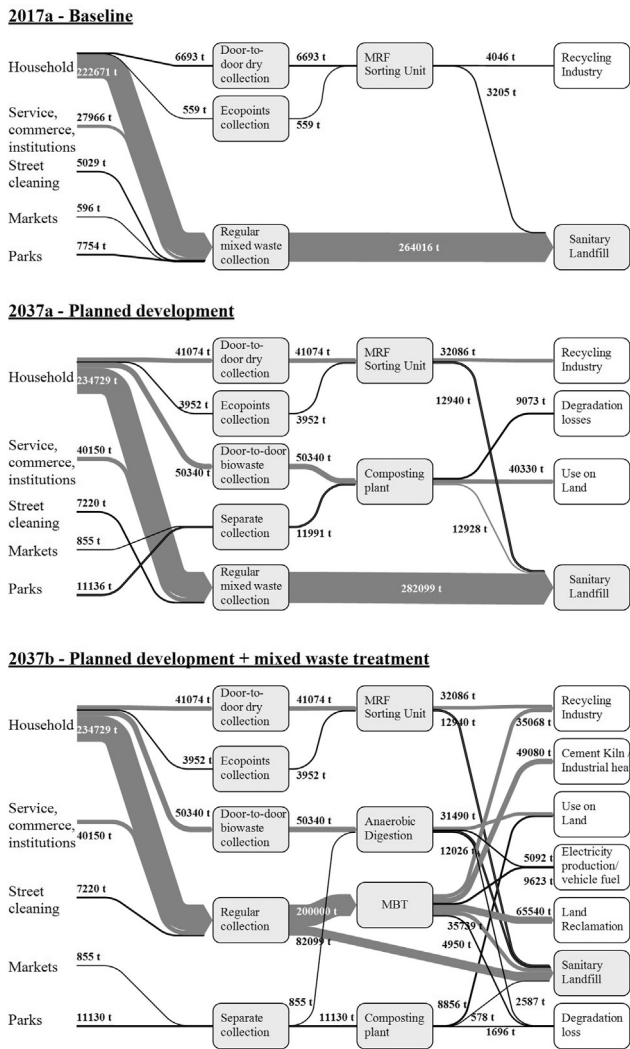 2017a - Baseline
Household
222671 t
6693 t
Door-to-
door dry
collection
6693 t
MRF
Sorting Unit
4046 t
Recycling
Industry
3205 t
559 t
Ecopoints
collection
559 t
Service,
commerce,
institutions
27966 t
Street
cleaning
5029 t
Markets
596 t
Parks
7754 t
Regular
mixed waste
collection
264016 t
Sanitary
Landfill
2037a - Planned development
Household
234729 t
41074 t
Door-to-
door dry
collection
41074 t
MRF
Sorting Unit
32086 t
Recycling
Industry
12940 t
3952 t
Ecopoints
collection
3952 t
9073 t
Degradation
losses
Service,
commerce,
institutions
40150 t
50340 t
Door-to-door
biowaste
collection
50340 t
Composting
plant
40330 t
Use on
Land
Street
cleaning
7220 t
Separate
collection
11991 t
12928 t
Markets
855 t
Parks
11136 t
Regular
mixed waste
collection
282099 t
Sanitary
Landfill
2037b - Planned development + mixed waste treatment
Household
234729 t
41074 t
Door-to-
door dry
collection
41074 t
MRF
Sorting Unit
32086 t
12940 t
Recycling
Industry
35068 t
3952 t
Ecopoints
collection
3952 t
49080 t
Cement Kiln /
Industrial heat
Service,
commerce,
institutions
40150 t
50340 t
Door-to-door
biowaste
collection
50340 t
Anaerobic
Digestion
31490 t
12026 t
Use on
Land
5092 t
9623 t
Electricity
production/
vehicle fuel
Street
cleaning
7220 t
Regular
collection
200000 t
82099 t
MBT
65540 t
35739 t
4950 t
Land
Reclamation
Sanitary
Landfill
Markets
855 t
Parks
11130 t
Separate
collection
855 t
11130 t
Composting
plant
8856 t
578 t
1696 t
2587 t
Degradation
loss